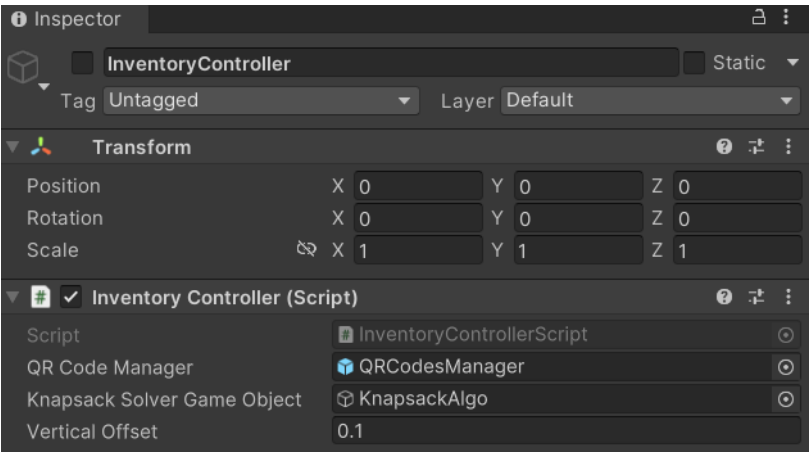 Inspector
InventoryController Static
Tag Untagged Layer Default
Transform
Position X 0 Y 0 Z 0
Rotation X 0 Y 0 Z 0
Scale X 1 Y 1 Z 1
# Inventory Controller (Script)
Script # InventoryControllerScript
QR Code Manager QRCodesManager
Knapsack Solver Game Object KnapsackAlgo
Vertical Offset 0.1